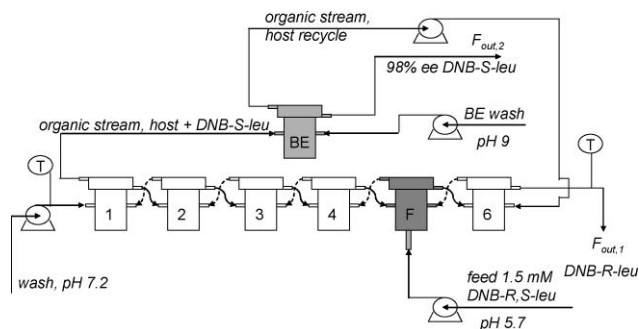 organic stream,
host recycle
F_out,2
98% ee DNB-S-leu
BE wash
pH 9
organic stream, host + DNB-S-leu
BE
T
T
1
2
3
4
F
6
F_out,1
DNB-R-leu
wash, pH 7.2
feed 1.5 mM
DNB-R,S-leu
pH 5.7